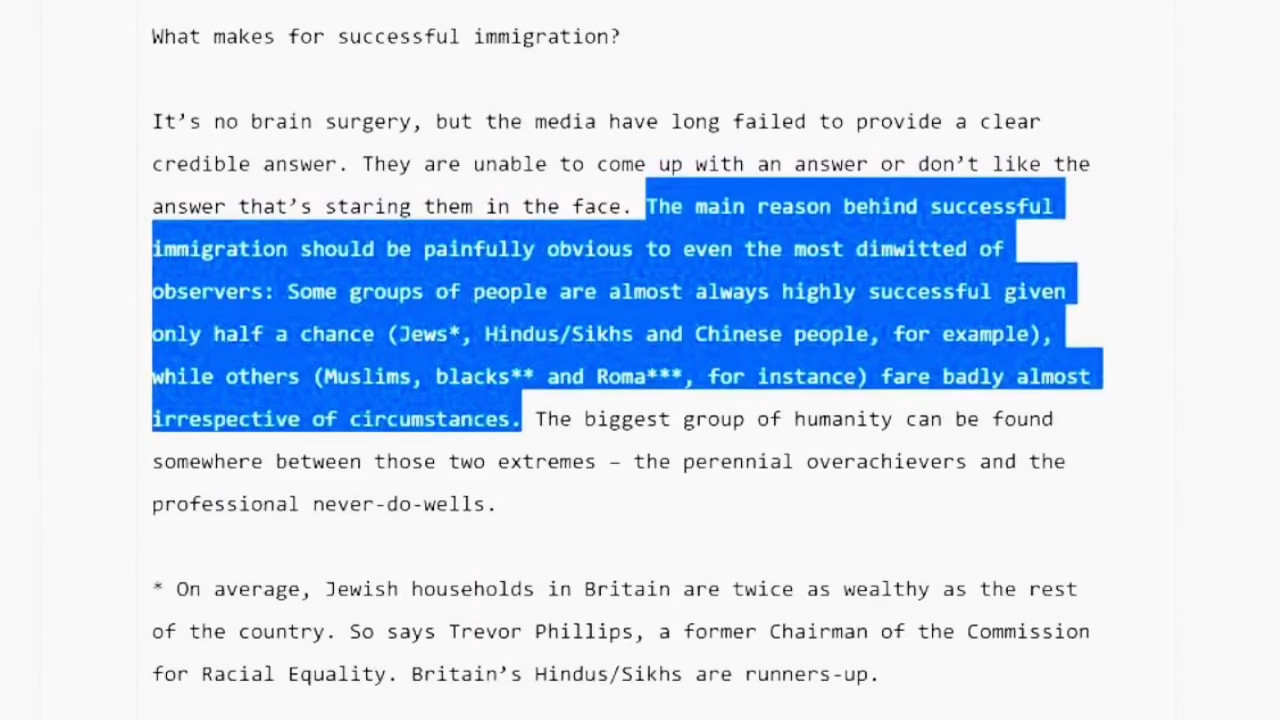 What makes for successful immigration?
It’s no brain surgery, but the media have long failed to provide a clear
credible answer. They are unable to come up with an answer or don’t like the
answer that’s staring them in the face. The main reason behind successful
immigration should be painfully obvious to even the most dimwitted of
observers: Some groups of people are almost always highly successful given
only half a chance (Jews*, Hindus/Sikhs and Chinese people, for example),
while others (Muslims, blacks** and Roma***, for instance) fare badly almost
irrespective of circumstances. The biggest group of humanity can be found
somewhere between those two extremes – the perennial overachievers and the
professional never-do-wells.
* On average, Jewish households in Britain are twice as wealthy as the rest
of the country. So says Trevor Phillips, a former Chairman of the Commission
for Racial Equality. Britain’s Hindus/Sikhs are runners-up.